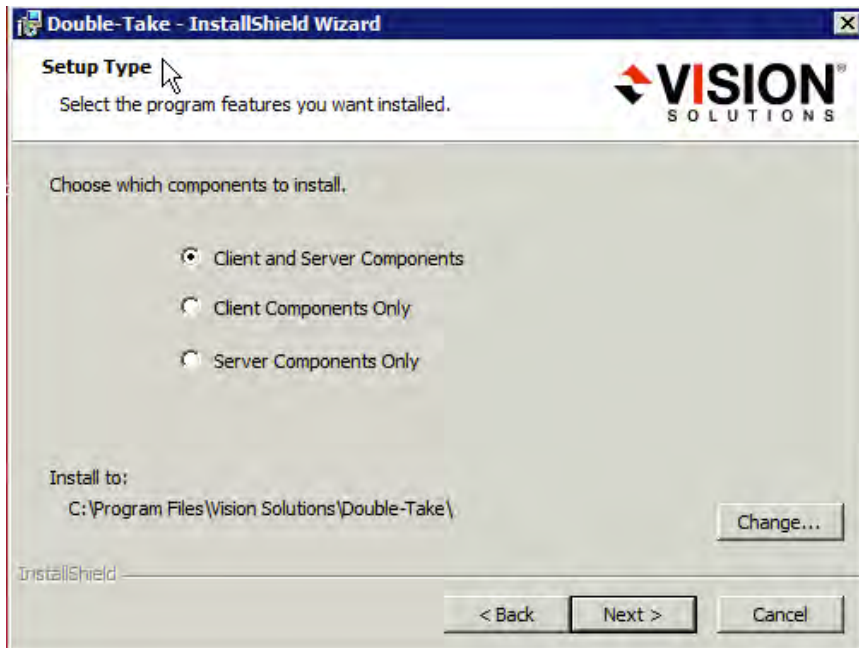 Double-Take - InstallShield Wizard
Setup Type
Select the program features you want installed.
VISION®
SOLUTIONS
Choose which components to install.
Client and Server Components
Client Components Only
Server Components Only
Install to:
C:\Program Files\Vision Solutions\Double-Take\
Change...
InstallShield
< Back Next > Cancel